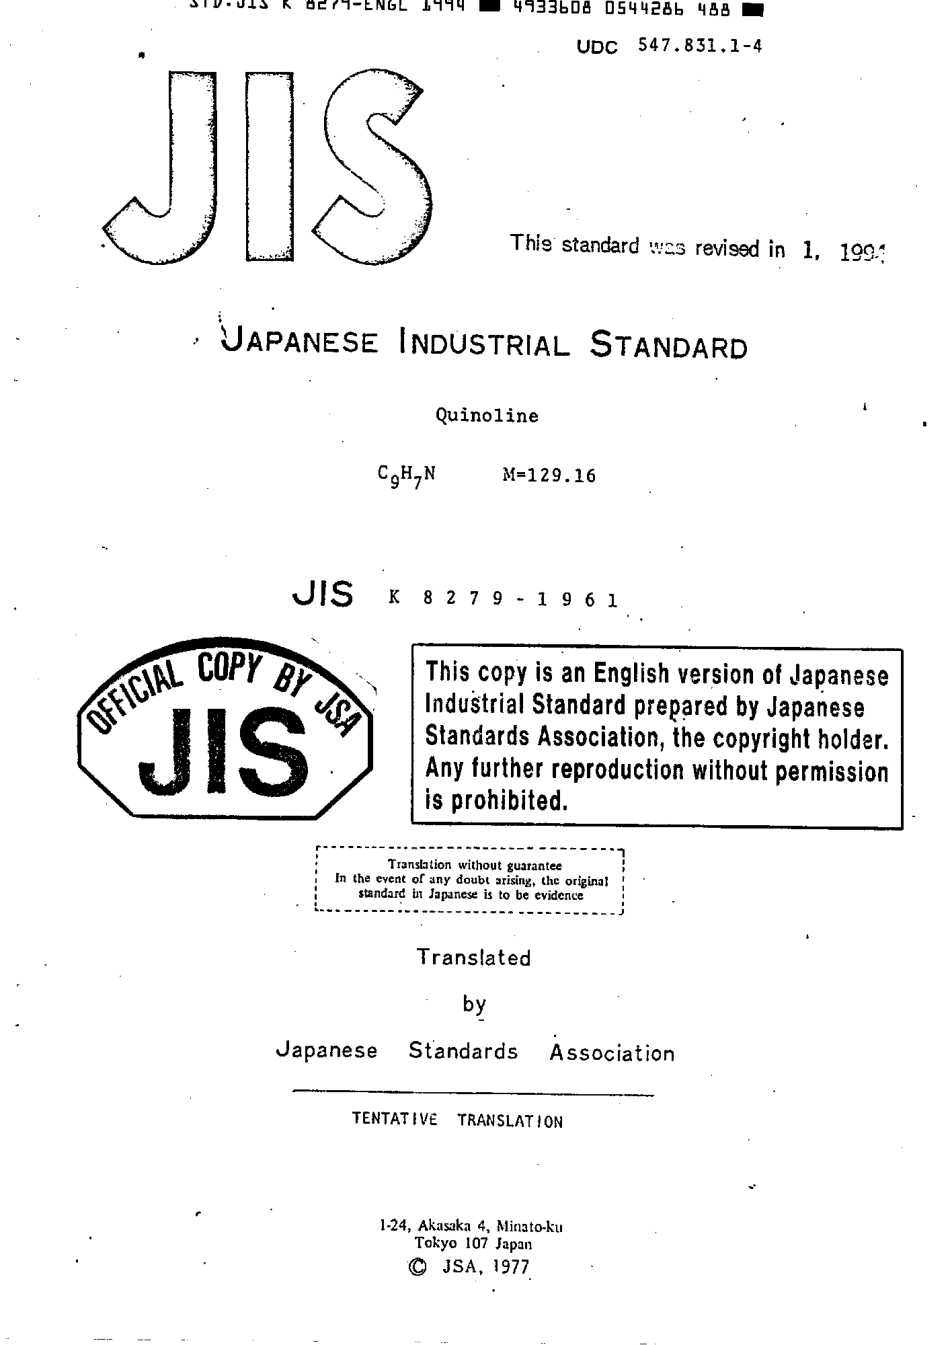 STD.JIS K 8279-ENGL 1994 ■ 4933608 0544286 488 ■
UDC 547.831.1-4
JIS
This standard was revised in 1, 1994
JAPANESE INDUSTRIAL STANDARD
Quinoline
C₉H₇N M=129.16
JIS K 8279-1961
OFFICIAL COPY BY JSA
JIS
This copy is an English version of Japanese
Industrial Standard prepared by Japanese
Standards Association, the copyright holder.
Any further reproduction without permission
is prohibited.
Translation without guarantee
In the event of any doubt arising, the original
standard in Japanese is to be evidence
Translated
by
Japanese Standards Association
TENTATIVE TRANSLATION
1-24, Akasaka 4, Minato-ku
Tokyo 107 Japan
© JSA, 1977